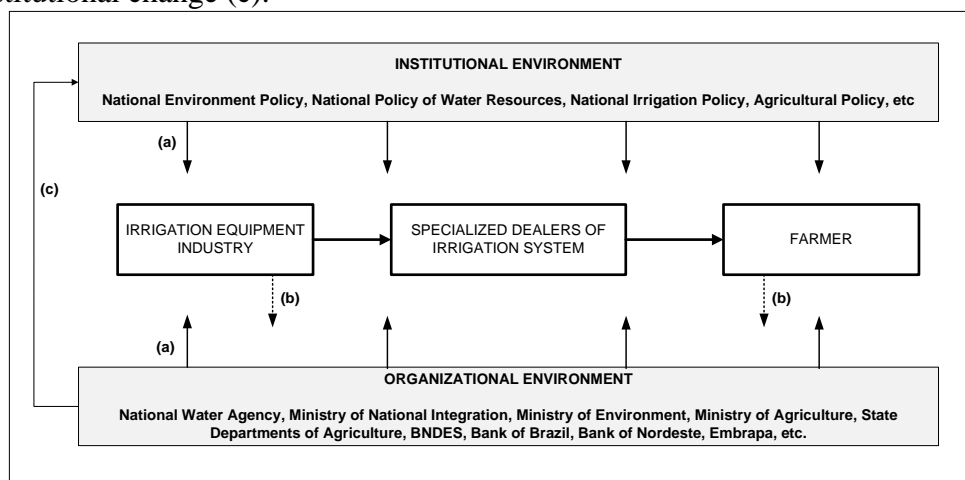 stitutional change (c).
INSTITUTIONAL ENVIRONMENT
National Environment Policy, National Policy of Water Resources, National Irrigation Policy, Agricultural Policy, etc
(a)
(c)
IRRIGATION EQUIPMENT
INDUSTRY
SPECIALIZED DEALERS OF
IRRIGATION SYSTEM
FARMER
(b)
(b)
(a)
ORGANIZATIONAL ENVIRONMENT
National Water Agency, Ministry of National Integration, Ministry of Environment, Ministry of Agriculture, State
Departments of Agriculture, BNDES, Bank of Brazil, Bank of Nordeste, Embrapa, etc.